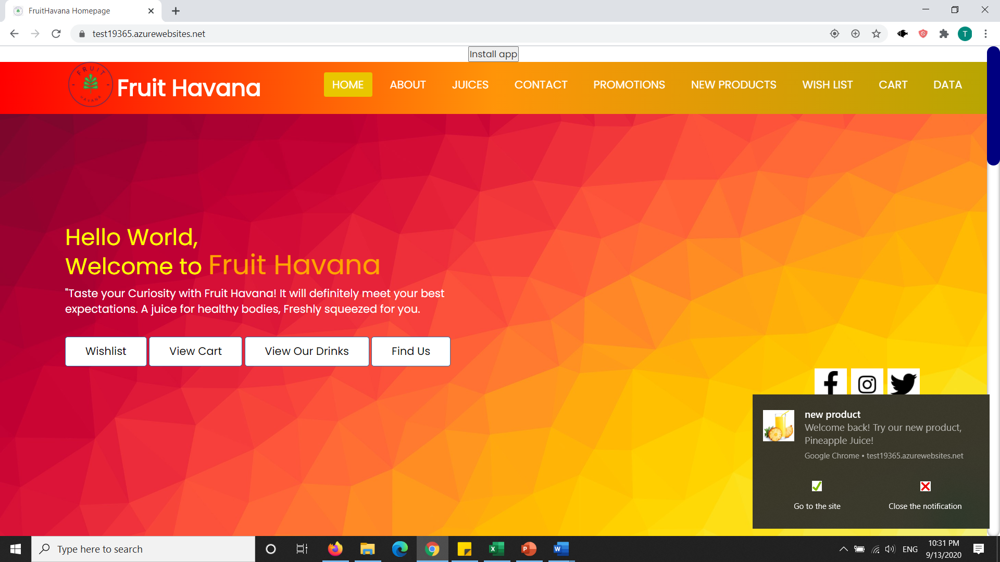 FruitHavana Homepage
test19365.azurewebsites.net
T
Install app
FRUIT
HAVANA
Fruit Havana
HOME
ABOUT
JUICES
CONTACT
PROMOTIONS
NEW PRODUCTS
WISH LIST
CART
DATA
Hello World,
Welcome to Fruit Havana
"Taste your Curiosity with Fruit Havana! It will definitely meet your best
expectations. A juice for healthy bodies, Freshly squeezed for you.
Wishlist
View Cart
View Our Drinks
Find Us
new product
Welcome back! Try our new product,
Pineapple Juice!
Google Chrome • test19365.azurewebsites.net
Go to the site
Close the notification
Type here to search
X
P
W
ENG
10:31 PM
9/13/2020